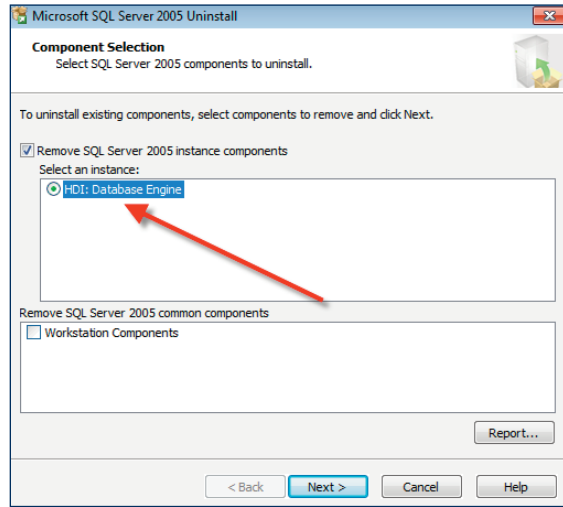 Microsoft SQL Server 2005 Uninstall
Component Selection
Select SQL Server 2005 components to uninstall.
To uninstall existing components, select components to remove and click Next.
Remove SQL Server 2005 instance components
Select an instance:
HDI: Database Engine
Remove SQL Server 2005 common components
Workstation Components
Report...
< Back Next > Cancel Help